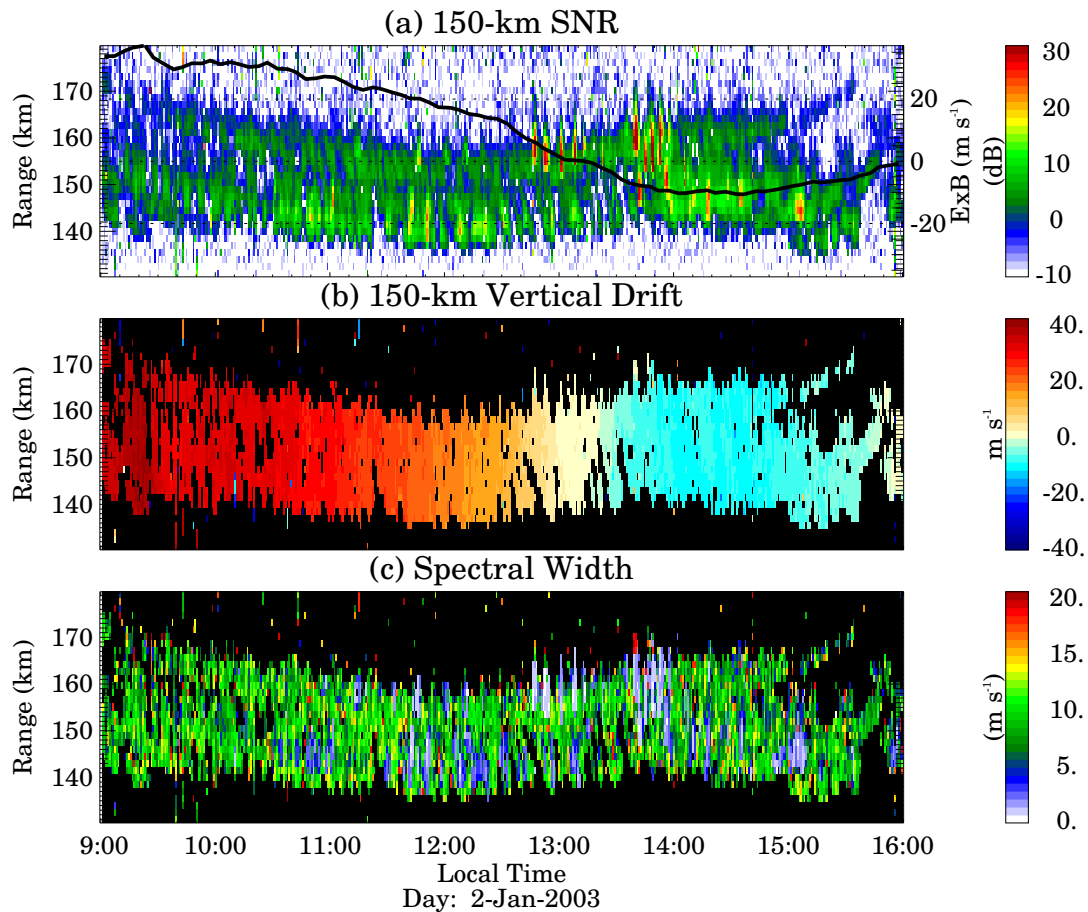 (a) 150-km SNR
Range (km)
170
160
150
140
20
0
-20
ExB (m s⁻¹)
(dB)
30
20
10
0
-10
(b) 150-km Vertical Drift
Range (km)
170
160
150
140
m s⁻¹
40.
20.
0.
-20.
-40.
(c) Spectral Width
Range (km)
170
160
150
140
(m s⁻¹)
20.
15.
10.
5.
0.
9:00 10:00 11:00 12:00 13:00 14:00 15:00 16:00
Local Time
Day: 2-Jan-2003